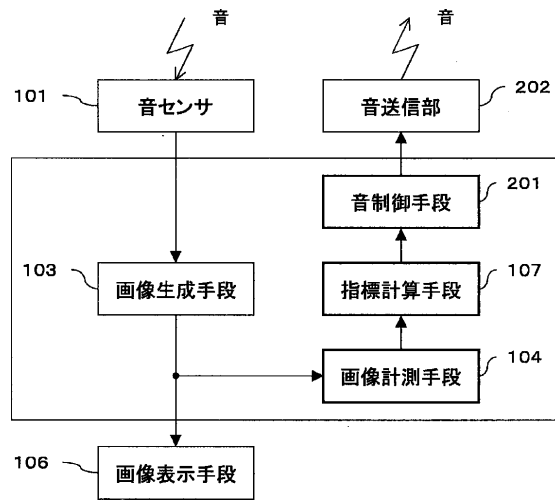 音
音
101
音センサ
音送信部
202
音制御手段
201
103
画像生成手段
指標計算手段
107
画像計測手段
104
106
画像表示手段